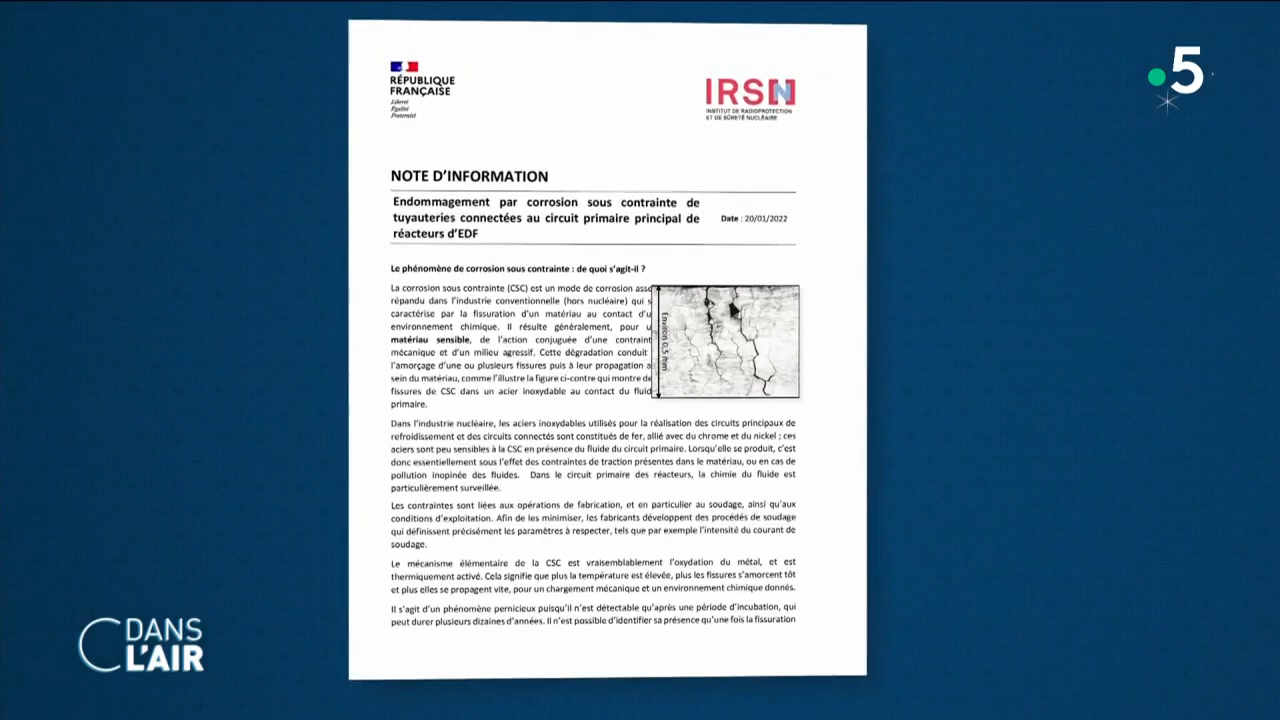 5
RÉPUBLIQUE
FRANÇAISE
Liberté
Égalité
Fraternité
IRSN
INSTITUT DE RADIOPROTECTION
ET DE SÛRETÉ NUCLÉAIRE
NOTE D'INFORMATION
Endommagement par corrosion sous contrainte de
tuyauteries connectées au circuit primaire principal de
réacteurs d'EDF
Date : 20/01/2022
Le phénomène de corrosion sous contrainte : de quoi s'agit-il ?
La corrosion sous contrainte (CSC) est un mode de corrosion asse
répandu dans l'industrie conventionnelle (hors nucléaire) qui s
caractérise par la fissuration d'un matériau au contact d'u
environnement chimique. Il résulte généralement, pour u
matériau sensible, de l'action conjuguée d'une contraint
mécanique et d'un milieu agressif. Cette dégradation conduit
l'amorçage d'une ou plusieurs fissures puis à leur propagation a
sein du matériau, comme l'illustre la figure ci-contre qui montre de
fissures de CSC dans un acier inoxydable au contact du fluid
primaire.
Environ 0,5 mm
Dans l'industrie nucléaire, les aciers inoxydables utilisés pour la réalisation des circuits principaux de
refroidissement et des circuits connectés sont constitués de fer, allié avec du chrome et du nickel ; ces
aciers sont peu sensibles à la CSC en présence du fluide du circuit primaire. Lorsqu'elle se produit, c'est
donc essentiellement sous l'effet des contraintes de traction présentes dans le matériau, ou en cas de
pollution inopinée des fluides. Dans le circuit primaire des réacteurs, la chimie du fluide est
particulièrement surveillée.
Les contraintes sont liées aux opérations de fabrication, et en particulier au soudage, ainsi qu'aux
conditions d'exploitation. Afin de les minimiser, les fabricants développent des procédés de soudage
qui définissent précisément les paramètres à respecter, tels que par exemple l'intensité du courant de
soudage.
Le mécanisme élémentaire de la CSC est vraisemblablement l'oxydation du métal, et est
thermiquement activé. Cela signifie que plus la température est élevée, plus les fissures s'amorcent tôt
et plus elles se propagent vite, pour un chargement mécanique et un environnement chimique donnés.
Il s'agit d'un phénomène pernicieux puisqu'il n'est détectable qu'après une période d'incubation, qui
peut durer plusieurs dizaines d'années. Il n'est possible d'identifier sa présence qu'une fois la fissuration
C DANS
L'AIR